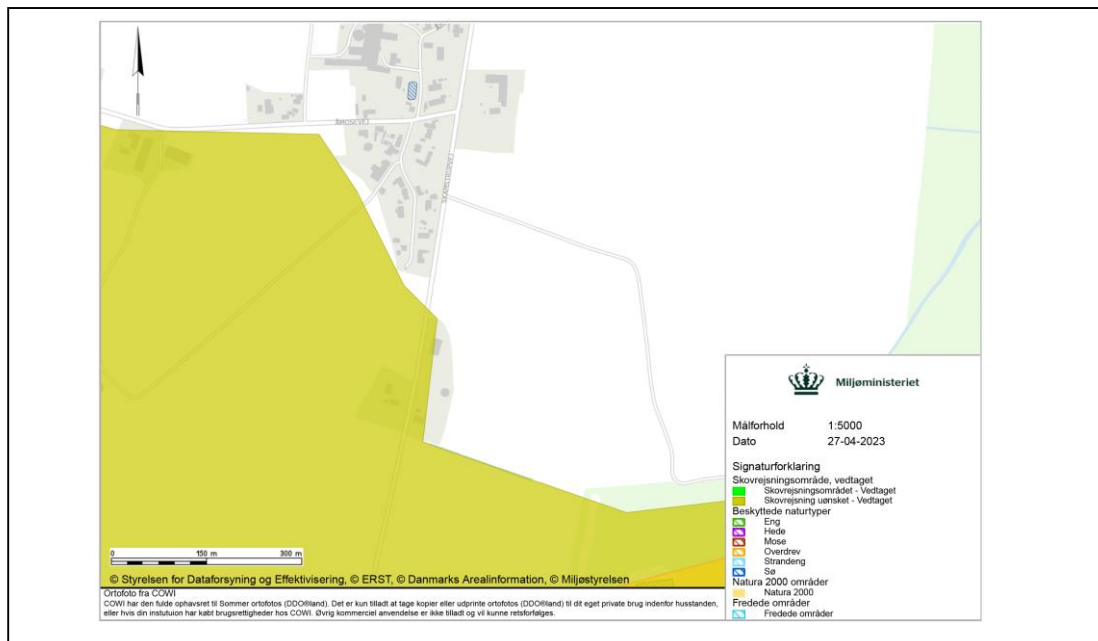 ÅMOSEVEJ
SKARRESØVEJ
Miljøministeriet
Målforhold 1:5000
Dato 27-04-2023
Signaturforklaring
Skovrejsningsområde, vedtaget
Skovrejsningsområdet - Vedtaget
Skovrejsning uønsket - Vedtaget
Beskyttede naturtyper
Eng
Hede
Mose
Overdrev
Strandeng
Sø
Natura 2000 områder
Natura 2000
Fredede områder
Fredede områder
0 150 m 300 m
© Styrelsen for Dataforsyning og Effektivisering, © ERST, © Danmarks Arealinformation, © Miljøstyrelsen
Ortofoto fra COWI
COWI har den fulde ophavsret til Sommer ortofotos (DDO®land). Det er kun tilladt at tage kopier eller udprinte ortofotos (DDO®land) til dit eget private brug indenfor husstanden,
eller hvis din instutuion har købt brugsrettigheder hos COWI. Øvrig kommerciel anvendelse er ikke tilladt og vil kunne retsforfølges.